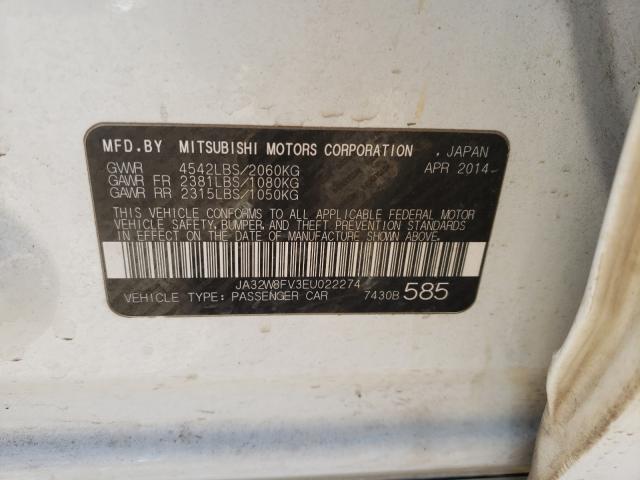 MFD.BY MITSUBISHI MOTORS CORPORATION , JAPAN
GVWR 4542LBS/2060KG APR 2014
GAWR FR 2381LBS/1080KG
GAWR RR 2315LBS/1050KG
THIS VEHICLE CONFORMS TO ALL APPLICABLE FEDERAL MOTOR
VEHICLE SAFETY, BUMPER, AND THEFT PREVENTION STANDARDS
IN EFFECT ON THE DATE OF MANUFACTURE SHOWN ABOVE.
JA32W8FV3EU022274
VEHICLE TYPE: PASSENGER CAR 7430B 585